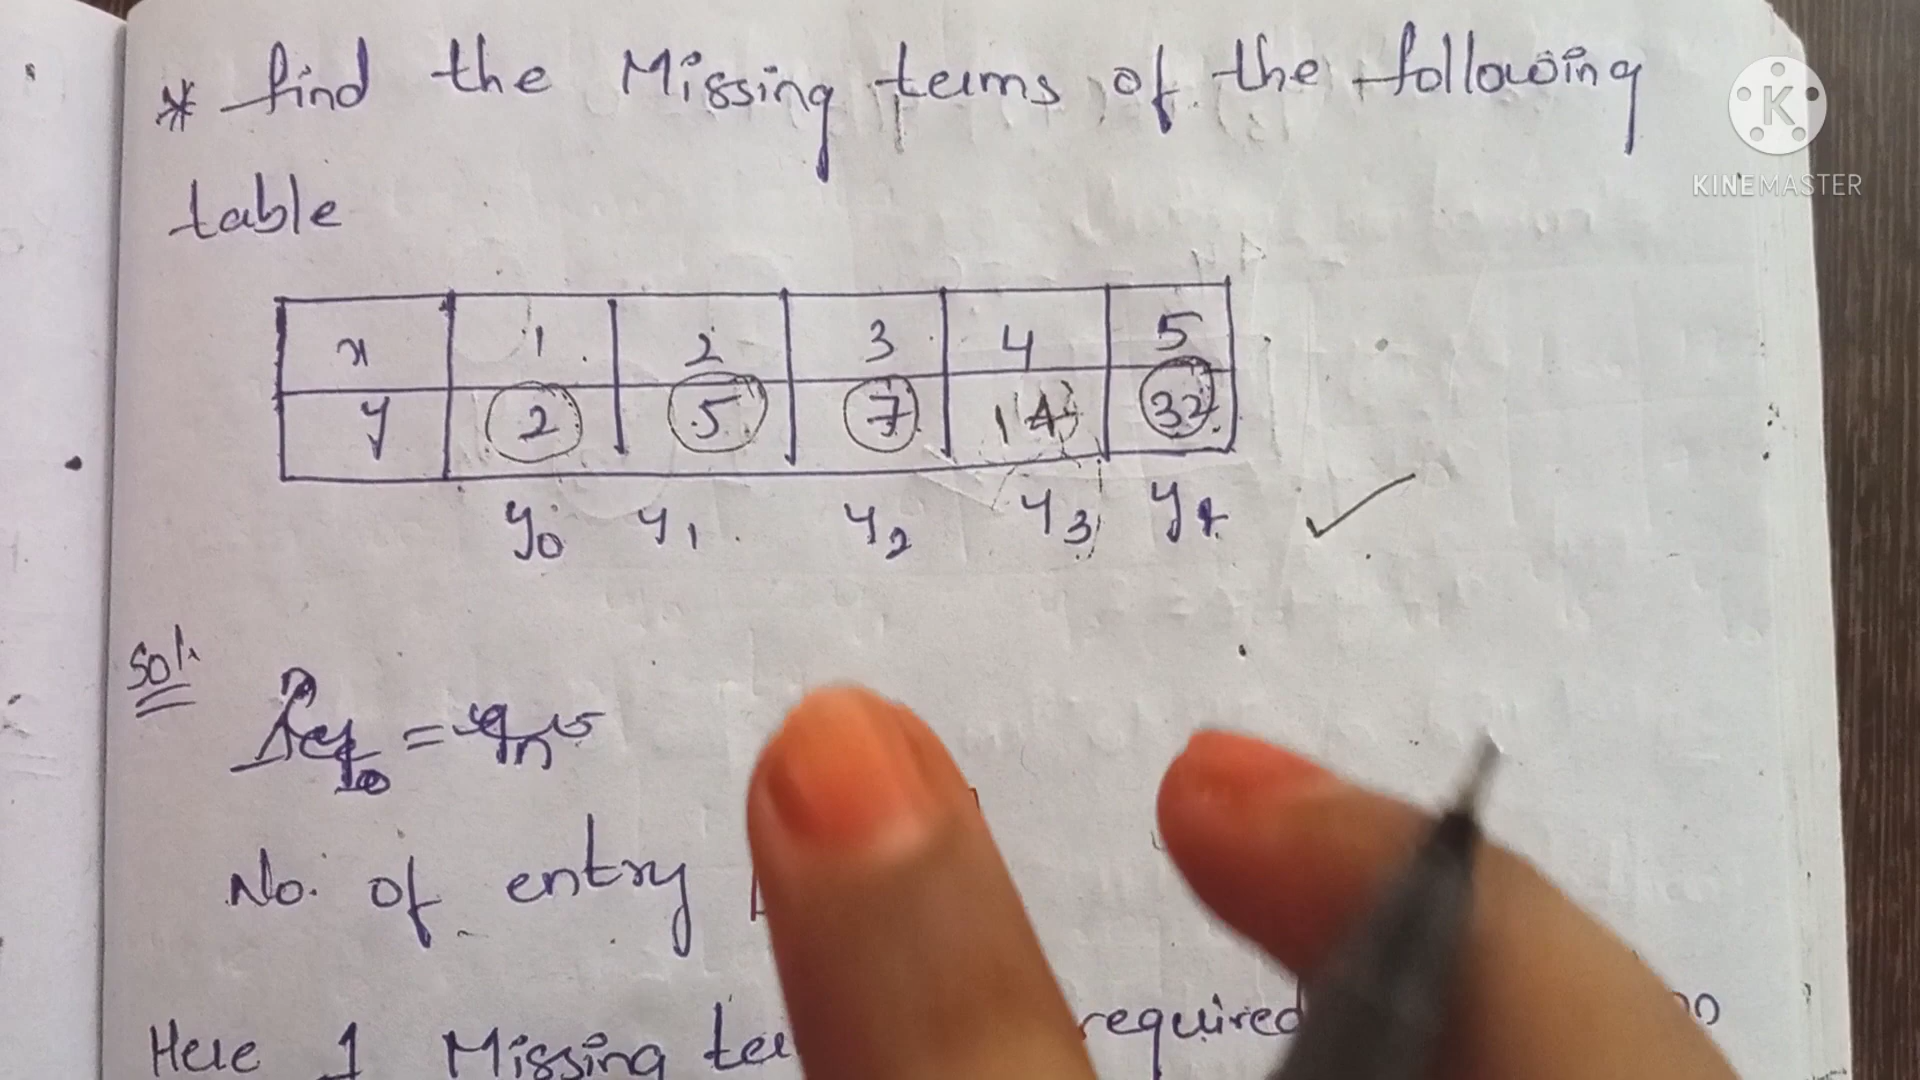 * find the Missing terms of the following
KINEMASTER
table
x 1 2 3 4 5
y 2 5 7 14 32
y0 y1 y2 y3 y4
Sol:
No. of entry
Here 1 Missing required